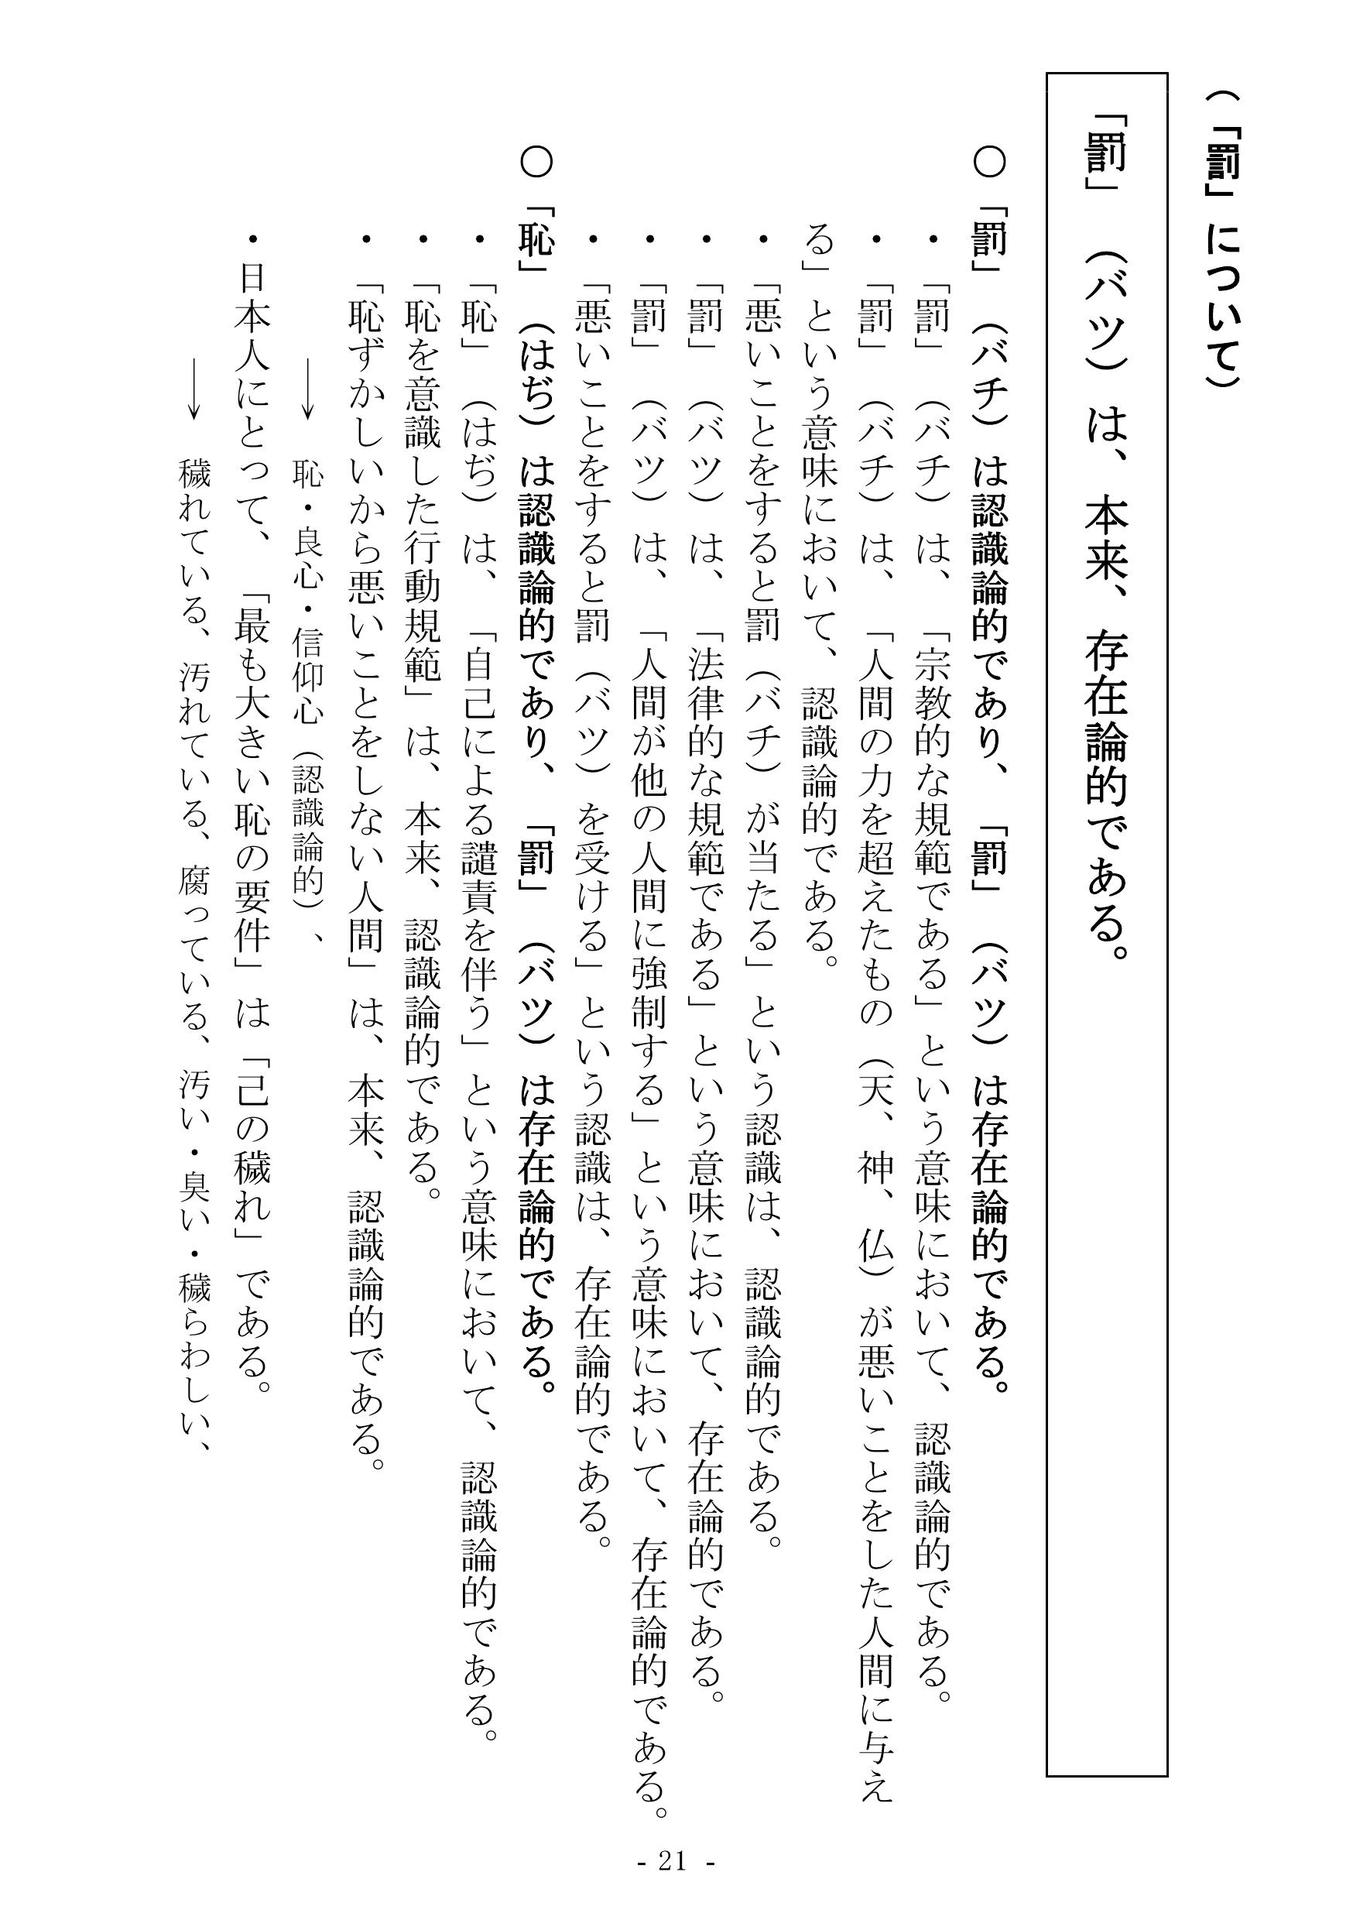 （「罰」について）
「罰」（バツ）は、本来、存在論的である。
○「罰」（バチ）は認識論的であり、「罰」（バツ）は存在論的である。
・「罰」（バチ）は、「宗教的な規範である」という意味において、認識論的である。
・「罰」（バチ）は、「人間の力を超えたもの（天、神、仏）が悪いことをした人間に与え
る」という意味において、認識論的である。
・「悪いことをすると罰（バチ）が当たる」という認識は、認識論的である。
・「罰」（バツ）は、「法律的な規範である」という意味において、存在論的である。
・「罰」（バツ）は、「人間が他の人間に強制する」という意味において、存在論的である。
・「悪いことをすると罰（バツ）を受ける」という認識は、存在論的である。
○「恥」（はぢ）は認識論的であり、「罰」（バツ）は存在論的である。
・「恥」（はぢ）は、「自己による譴責を伴う」という意味において、認識論的である。
・「恥を意識した行動規範」は、本来、認識論的である。
・「恥ずかしいから悪いことをしない人間」は、本来、認識論的である。
→　恥・良心・信仰心（認識論的）、
・日本人にとって、「最も大きい恥の要件」は「己の穢れ」である。
→　穢れている、汚れている、腐っている、汚い・臭い・穢らわしい、
- 21 -